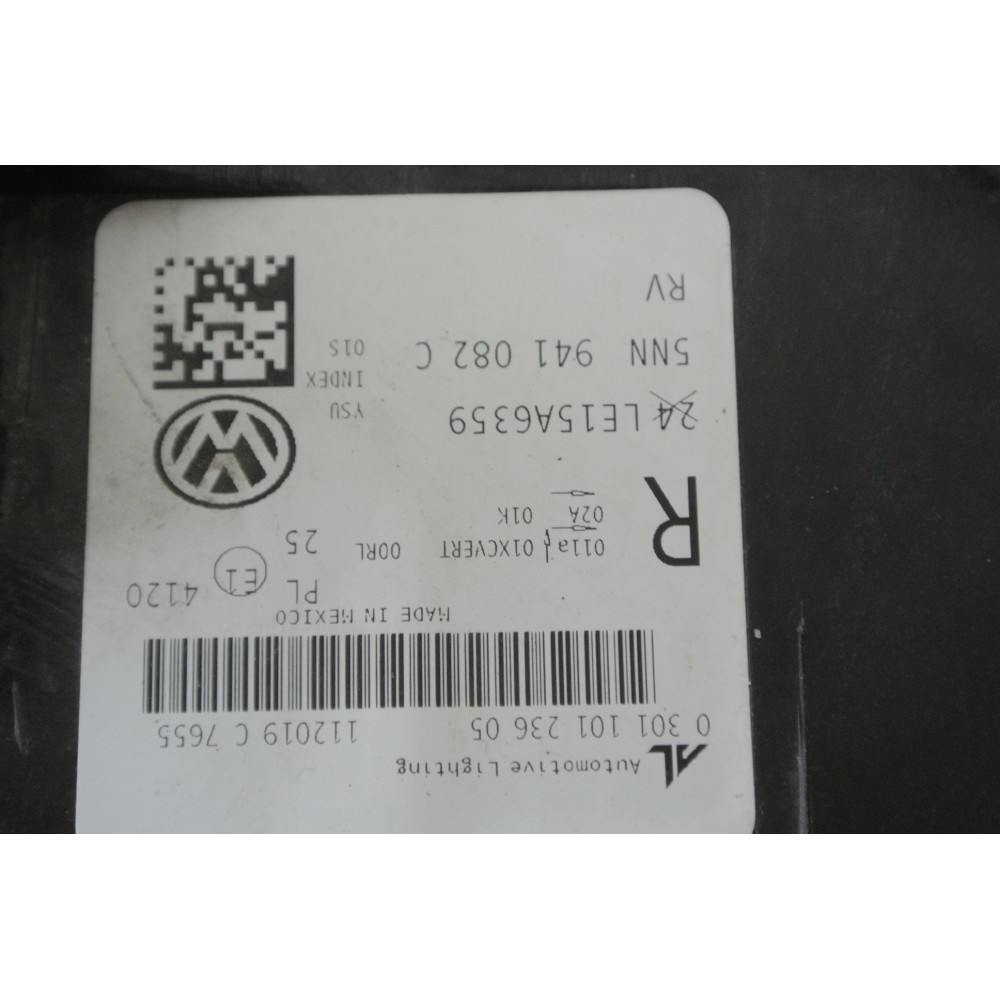 AL Automotive Lighting
0 301 101 236 05 112019 C 7655
MADE IN MEXICO
PL E1 4120
25
R 011a 01XCVERT 00RL
02A 01K
24 LE15A6359 YSU
5NN 941 082 C INDEX 01S
RV